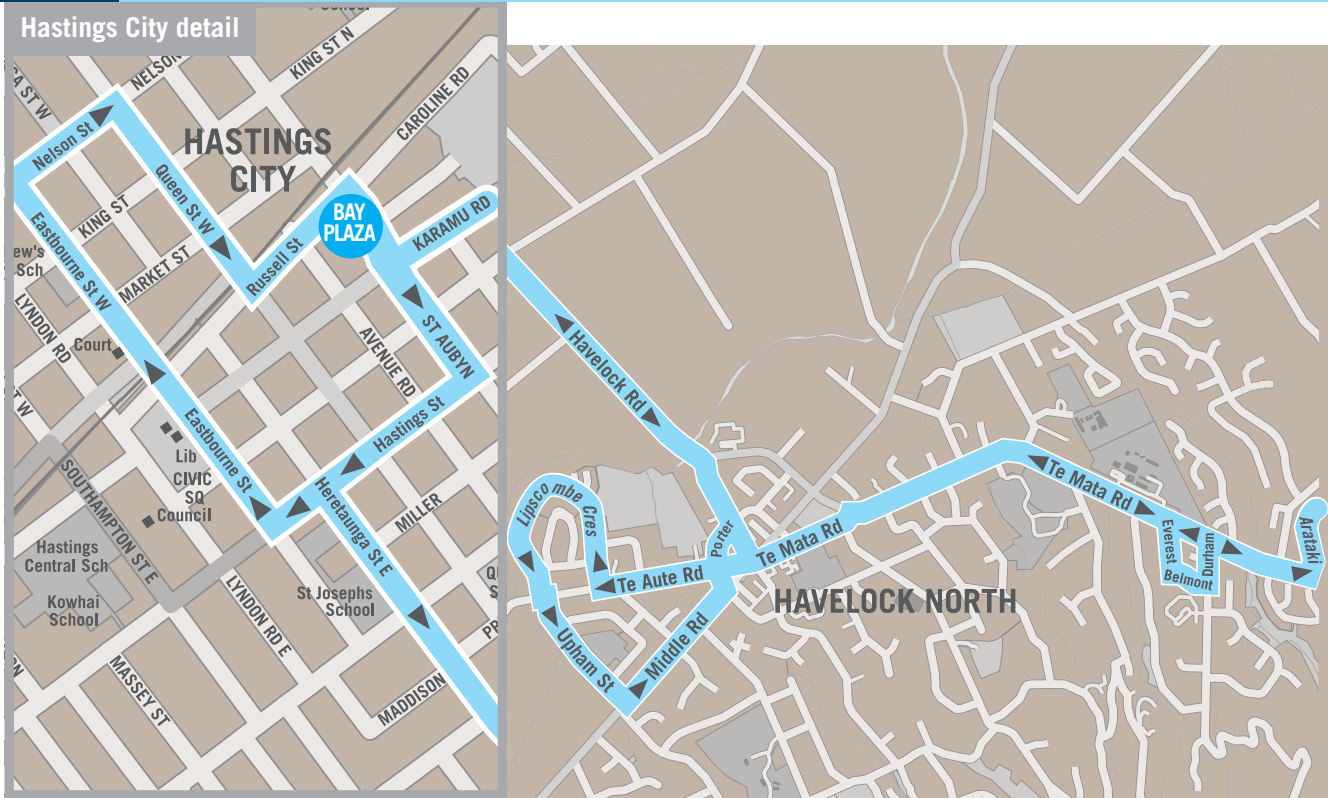 Hastings City detail
KING ST N
CAROLINE RD
Nelson St
HASTINGS
CITY
Queen St W
BAY
PLAZA
KARAMU RD
KING ST
MARKET ST
Russell St
Eastbourne St W
Sch
LYNDON RD
Court
AVENUE RD
ST AUBYN
Hastings St
Eastbourne St
Lib
CIVIC
SQ
Council
SOUTHAMPTON ST E
Heretaunga St E
MILLER
Hastings
Central Sch
Kowhai
School
LYNDON RD E
St Josephs
School
MASSEY ST
MADDISON
Havelock Rd
Lipscombe Cres
Porter
Te Aute Rd
Te Mata Rd
Te Mata Rd
Everest
Durham
Belmont
Arataki
HAVELOCK NORTH
Upham St
Middle Rd